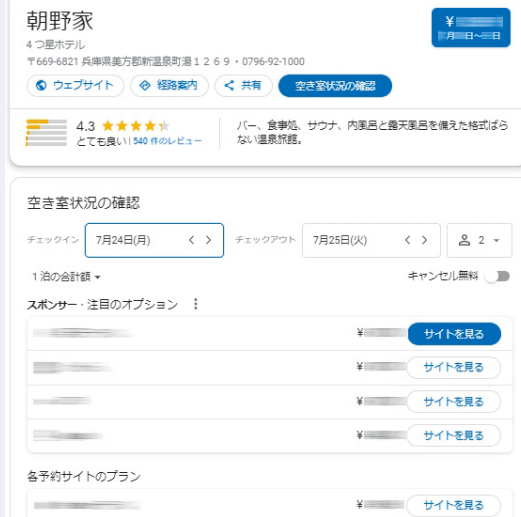 朝野家
4 つ星ホテル
〒669-6821 兵庫県美方郡新温泉町湯１２６９・0796-92-1000
¥
月 日～ 日
ウェブサイト 経路案内 共有 空き室状況の確認
4.3
とても良い | 540 件のレビュー
バー、食事処、サウナ、内風呂と露天風呂を備えた格式ばら
ない温泉旅館。
空き室状況の確認
チェックイン 7月24日(月) チェックアウト 7月25日(火) 2
1 泊の合計額 キャンセル無料
スポンサー・注目のオプション
¥ サイトを見る
¥ サイトを見る
¥ サイトを見る
¥ サイトを見る
各予約サイトのプラン
¥ サイトを見る